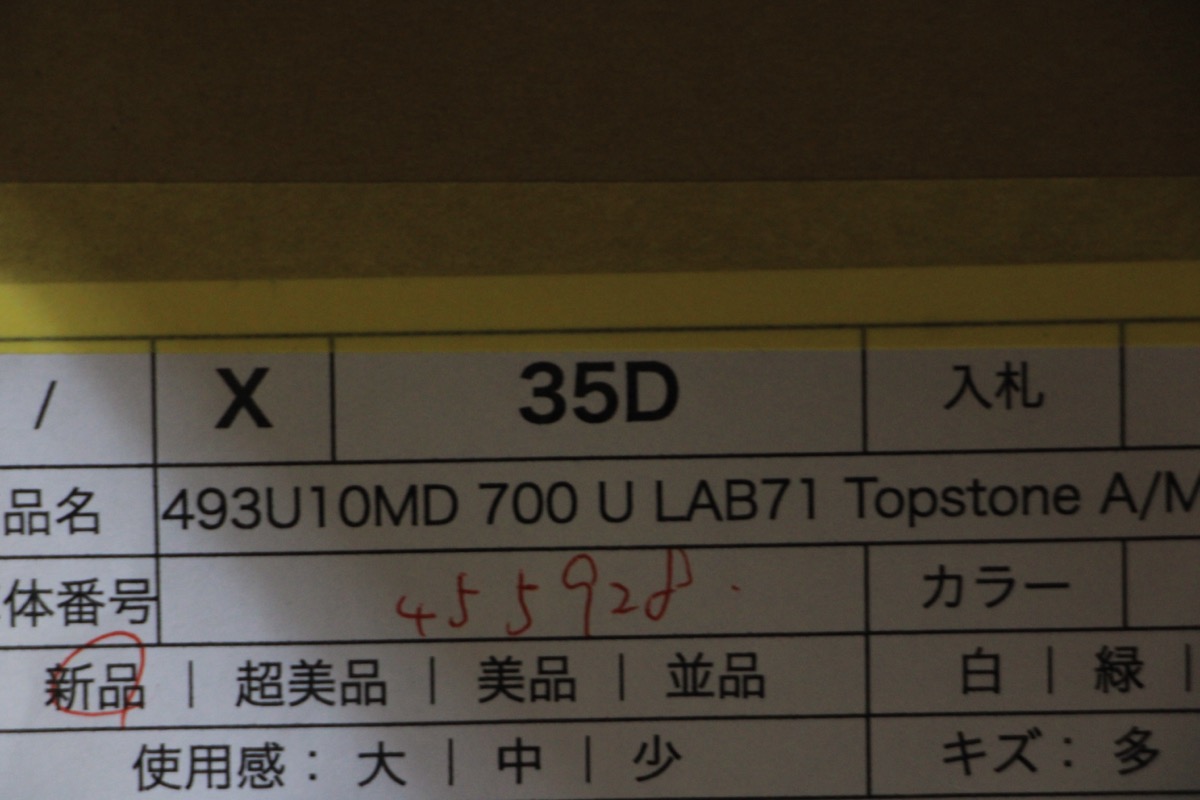 / X 35D 入札
品名 493U10MD 700 U LAB71 Topstone A/M
体番号 455928. カラー
新品 | 超美品 | 美品 | 並品 白 | 緑 |
使用感： 大 | 中 | 少 キズ： 多